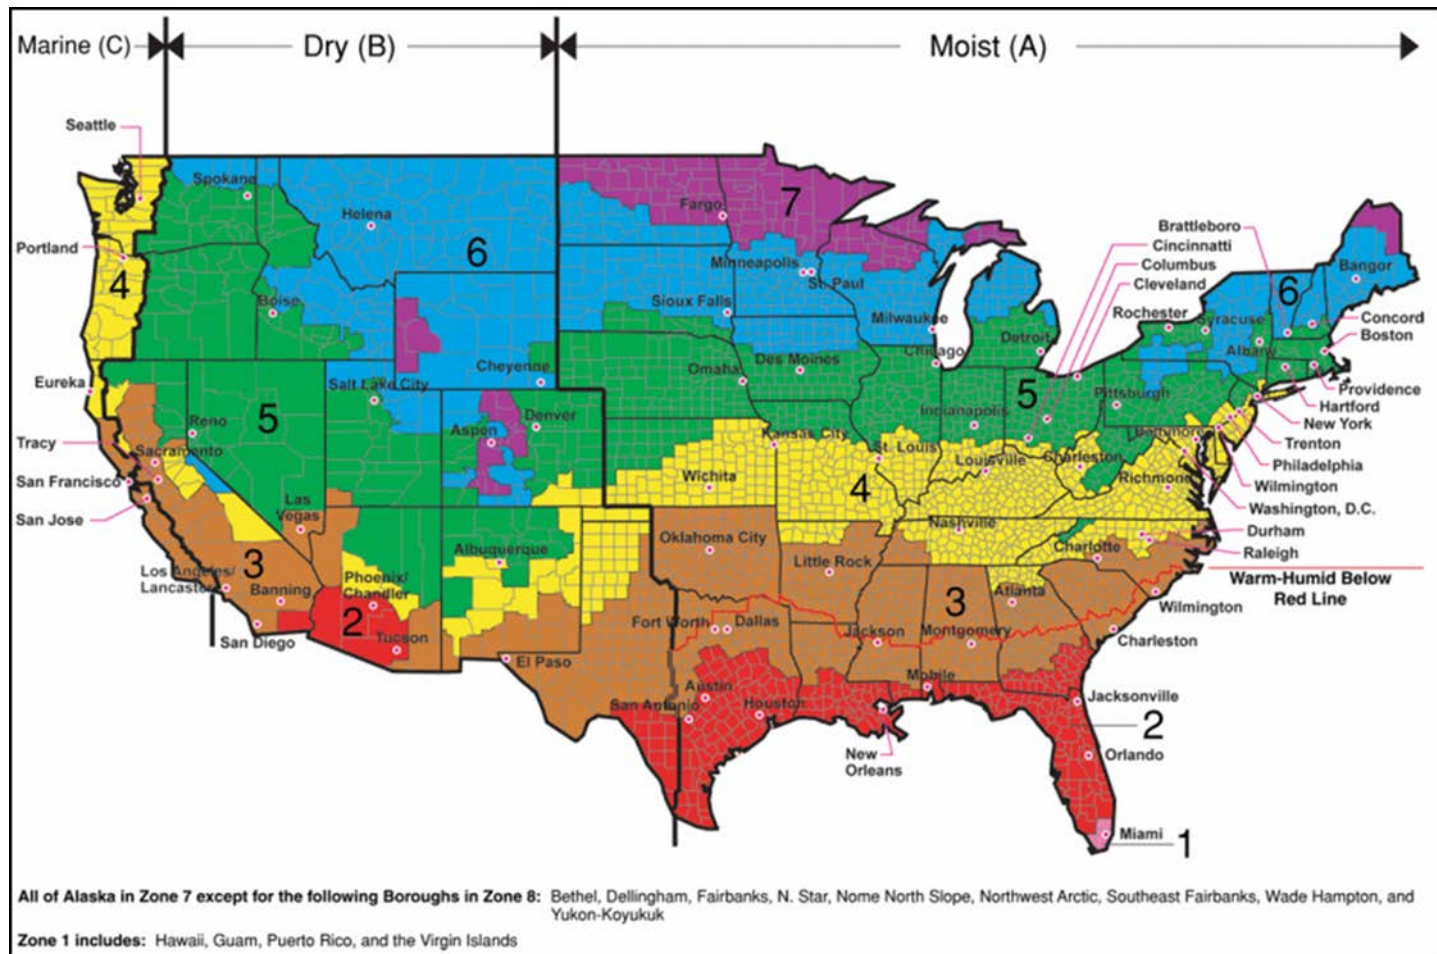 Marine (C)
Dry (B)
Moist (A)
Seattle
Spokane
Portland
4
Helena
6
Boise
Fargo
7
Minneapolis
St. Paul
Sioux Falls
Milwaukee
Brattleboro
Cincinnatti
Columbus
Cleveland
Rochester
Syracuse
6
Bangor
Concord
Boston
Albany
Detroit
Chicago
Des Moines
Omaha
Cheyenne
Eureka
Salt Lake City
Reno
5
Aspen
Denver
Indianapolis
5
Pittsburgh
Providence
Hartford
New York
Trenton
Philadelphia
Wilmington
Washington, D.C.
Baltimore
Tracy
Sacramento
San Francisco
San Jose
Las
Vegas
Kansas City
St. Louis
Louisville
Charleston
Richmond
Wichita
4
Durham
Raleigh
Nashville
Charlotte
Oklahoma City
Little Rock
Albuquerque
3
Los Angeles/
Lancaster
Banning
Phoenix/
Chandler
2
Tucson
San Diego
Warm-Humid Below
Red Line
Atlanta
3
Wilmington
Charleston
Fort Worth
Dallas
Jackson
Montgomery
El Paso
Mobile
Austin
San Antonio
Houston
Jacksonville
2
New
Orleans
Orlando
Miami
1
All of Alaska in Zone 7 except for the following Boroughs in Zone 8: Bethel, Dellingham, Fairbanks, N. Star, Nome North Slope, Northwest Arctic, Southeast Fairbanks, Wade Hampton, and
Yukon-Koyukuk
Zone 1 includes: Hawaii, Guam, Puerto Rico, and the Virgin Islands